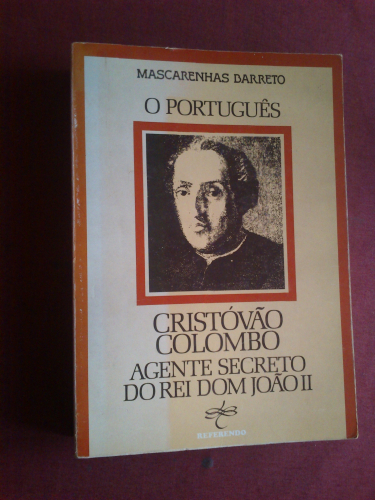 MASCARENHAS BARRETO
O PORTUGUÊS
CRISTÓVÃO
COLOMBO
AGENTE SECRETO
DO REI DOM JOÃO II
REFERENDO